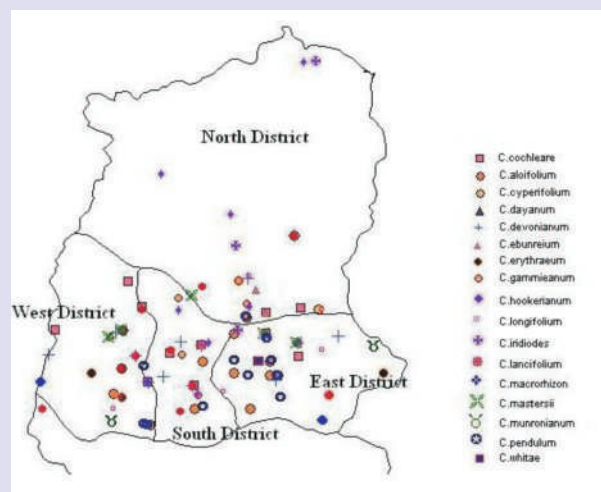 North District
West District
East District
South District
C.cochleare
C.aloifolium
C.cyperifolium
C.dayanum
C.devonianum
C.ebunreium
C.erythraeum
C.gammieanum
C.hookerianum
C.longifolium
C.iridiodes
C.lancifolium
C.macrorhizon
C.mastersii
C.munronianum
C.pendulum
C.whitae